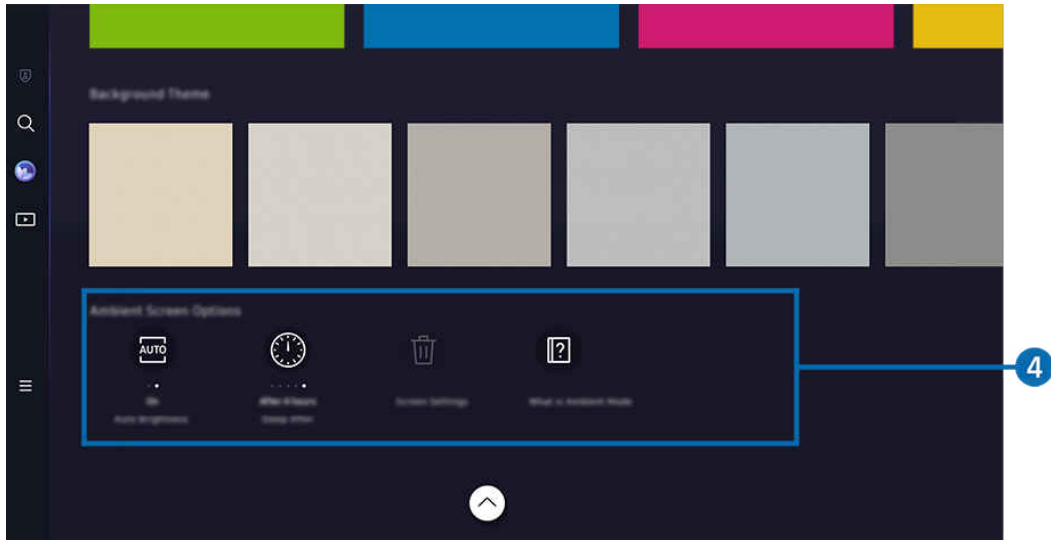 Background Theme
Ambient Screen Options
AUTO
?
On
After 8 hours
Auto Brightness
Sleep After
Screen Settings
What is Ambient Mode
4